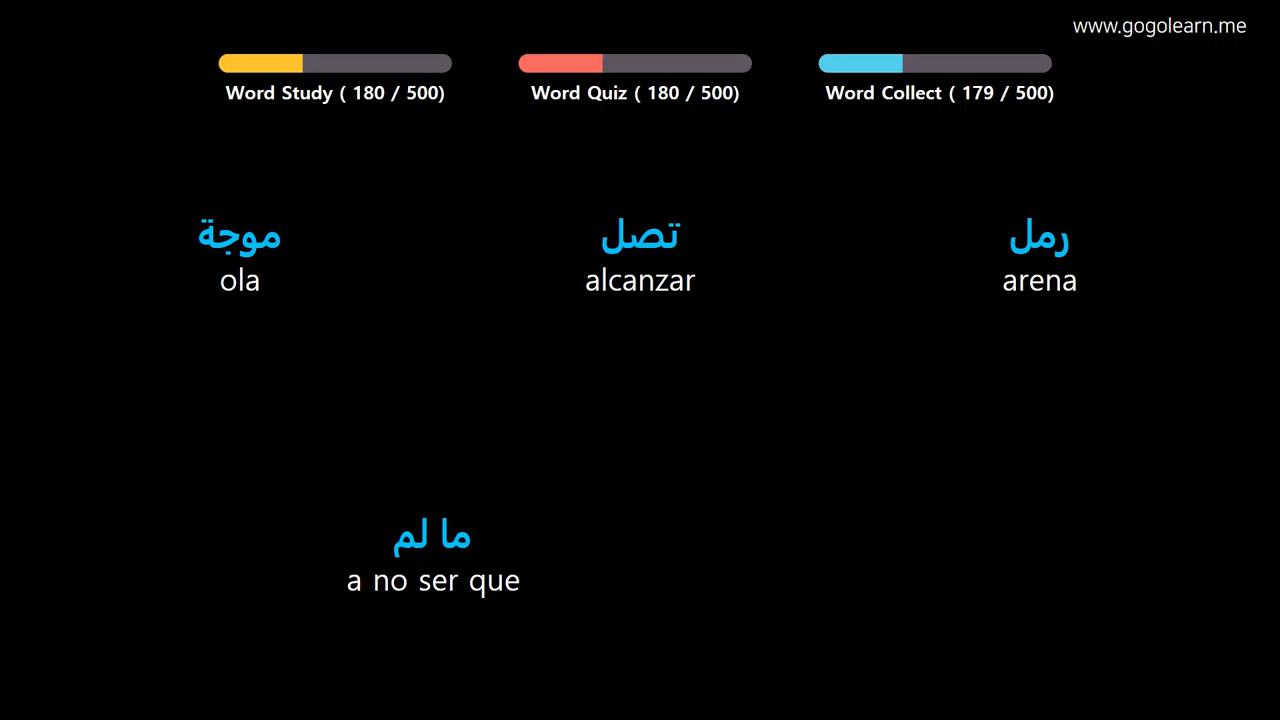 www.gogolearn.me
Word Study ( 180 / 500)
Word Quiz ( 180 / 500)
Word Collect ( 179 / 500)
موجة
ola
تصل
alcanzar
رمل
arena
ما لم
a no ser que